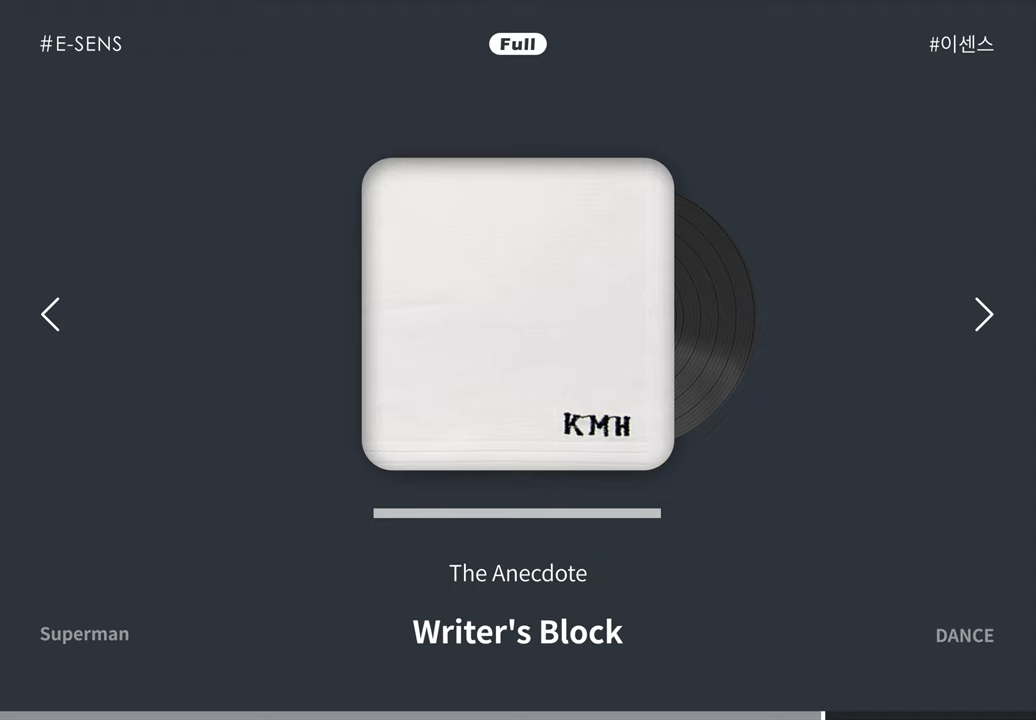 #E-SENS
Full
#이센스
KMH
The Anecdote
Superman
Writer's Block
DANCE